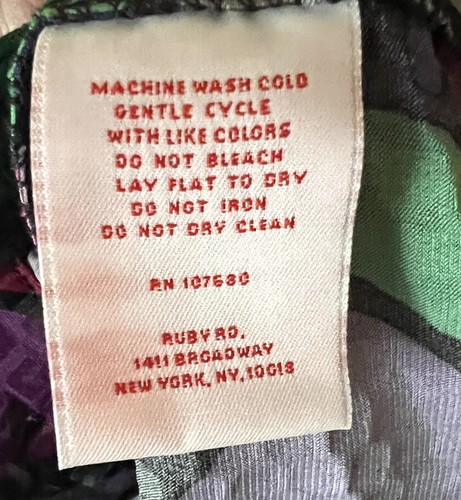 MACHINE WASH COLD
GENTLE CYCLE
WITH LIKE COLORS
DO NOT BLEACH
LAY FLAT TO DRY
DO NOT IRON
DO NOT DRY CLEAN
RN 107680
RUBY RD.
1411 BROADWAY
NEW YORK, NY, 10018